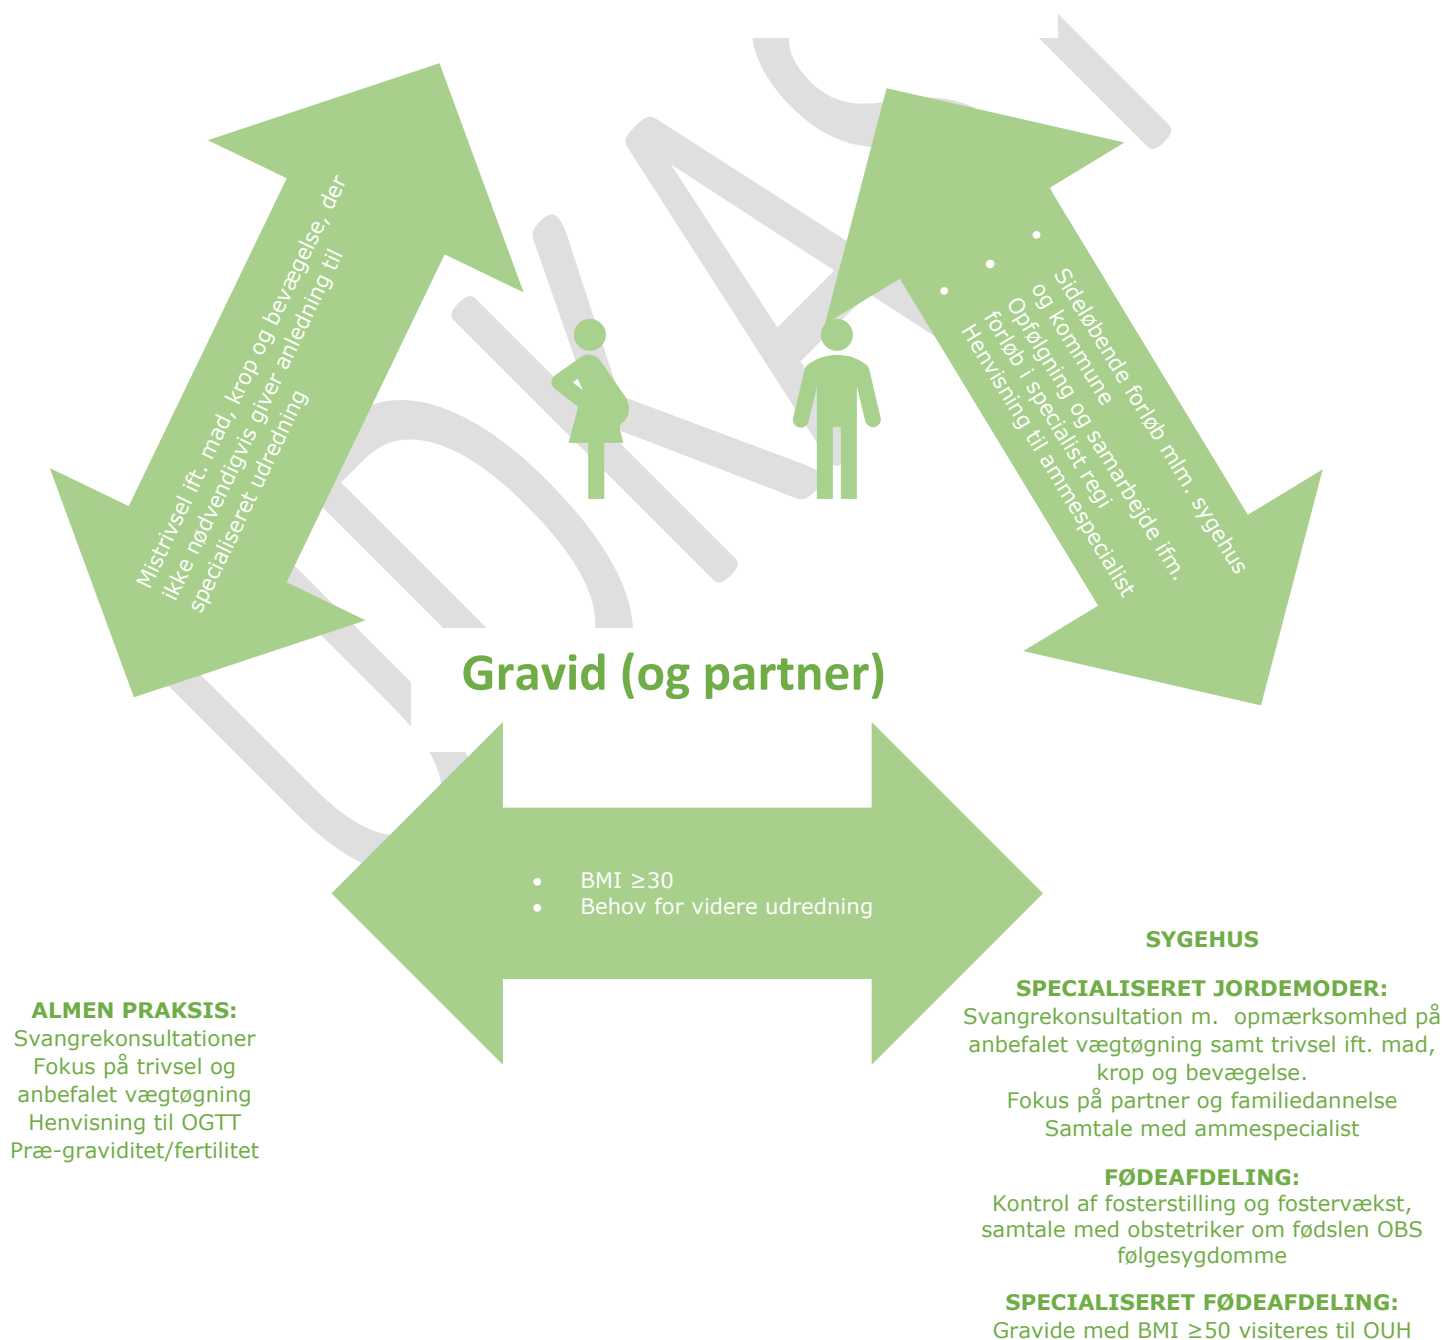 Mistrivsel ift. mad, krop og bevægelse, der
ikke nødvendigvis giver anledning til
specialiseret udredning
• Sideløbende forløb mlm. sygehus
og kommune
• Opfølgning og samarbejde ifm.
forløb i specialist regi
• Henvisning til ammespecialist
Gravid (og partner)
• BMI ≥30
• Behov for videre udredning
ALMEN PRAKSIS:
Svangrekonsultationer
Fokus på trivsel og
anbefalet vægtøgning
Henvisning til OGTT
Præ-graviditet/fertilitet
SYGEHUS
SPECIALISERET JORDEMODER:
Svangrekonsultation m.  opmærksomhed på
anbefalet vægtøgning samt trivsel ift. mad,
krop og bevægelse.
Fokus på partner og familiedannelse
Samtale med ammespecialist
FØDEAFDELING:
Kontrol af fosterstilling og fostervækst,
samtale med obstetriker om fødslen OBS
følgesygdomme
SPECIALISERET FØDEAFDELING:
Gravide med BMI ≥50 visiteres til OUH